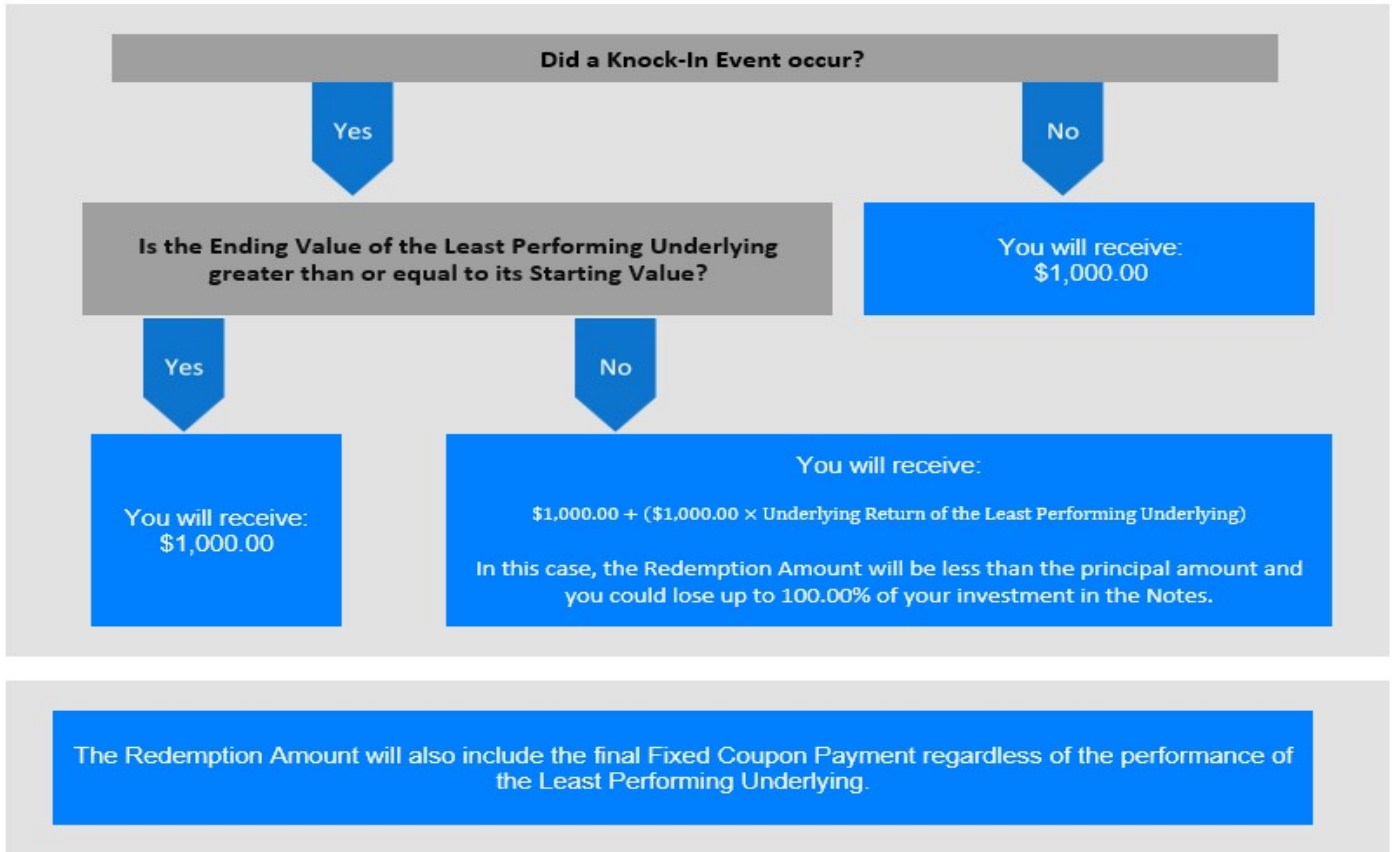 Did a Knock-In Event occur?
Yes
No
Is the Ending Value of the Least Performing Underlying
greater than or equal to its Starting Value?
You will receive:
$1,000.00
Yes
No
You will receive:
$1,000.00
You will receive:
$1,000.00 + ($1,000.00 × Underlying Return of the Least Performing Underlying)
In this case, the Redemption Amount will be less than the principal amount and
you could lose up to 100.00% of your investment in the Notes.
The Redemption Amount will also include the final Fixed Coupon Payment regardless of the performance of
the Least Performing Underlying.